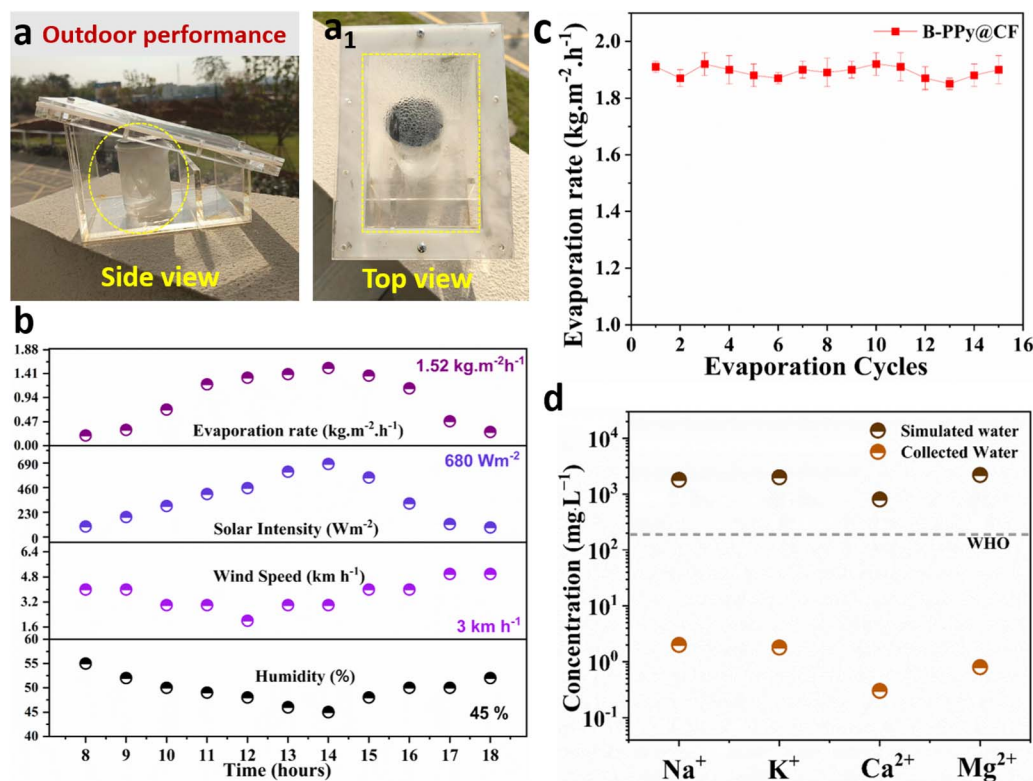 a
Outdoor performance
Side view
a₁
Top view
b
1.88
1.41
0.47
0.00
1.52 kg.m⁻²h⁻¹
Evaporation rate (kg.m⁻².h⁻¹)
690
460
230
0
680 Wm⁻²
Solar Intensity (Wm⁻²)
6.4
4.8
3.2
1.6
Wind Speed (km h⁻¹)
3 km h⁻¹
60
55
50
45
40
Humidity (%)
45 %
8 9 10 11 12 13 14 15 16 17 18
Time (hours)
c
B-PPy@CF
Evaporation rate (kg.m⁻².h⁻¹)
2.0
1.8
1.6
1.4
1.2
1.0
0 2 4 6 8 10 12 14 16
Evaporation Cycles
d
Simulated water
Collected Water
WHO
Concentration (mg.L⁻¹)
10⁴
10³
10²
10¹
10⁰
10⁻¹
Na⁺ K⁺ Ca²⁺ Mg²⁺